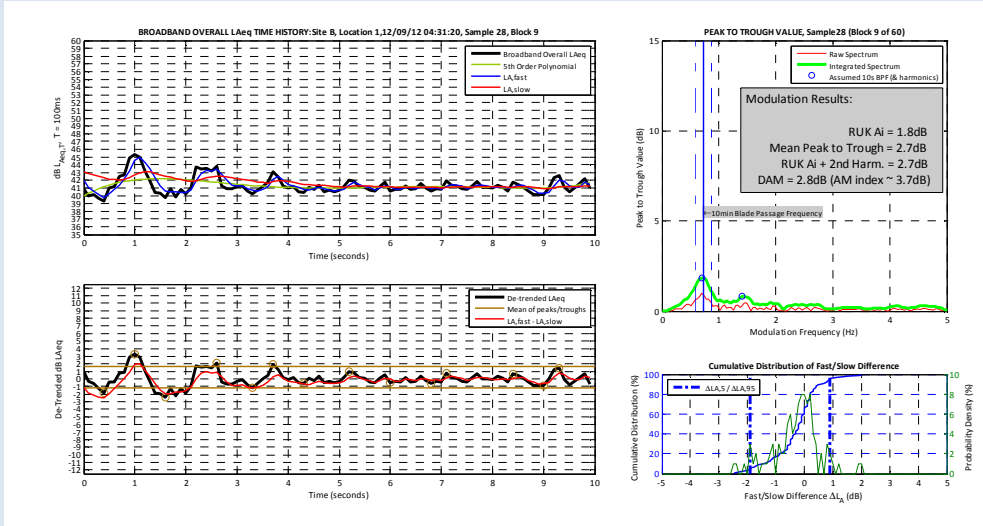 BROADBAND OVERALL LAeq TIME HISTORY:Site B, Location 1,12/09/12 04:31:20, Sample 28, Block 9
60
59
58
57
56
55
54
53
52
51
50
49
48
47
46
45
44
43
42
41
40
39
38
37
36
35
dB LAeq,T, T = 100ms
Broadband Overall LAeq
5th Order Polynomial
LA,fast
LA,slow
0 1 2 3 4 5 6 7 8 9 10
Time (seconds)
12
11
10
9
8
7
6
5
4
3
2
1
0
-1
-2
-3
-4
-5
-6
-7
-8
-9
-10
-11
-12
De-Trended dB LAeq
De-trended LAeq
Mean of peaks/troughs
LA,fast - LA,slow
0 1 2 3 4 5 6 7 8 9 10
Time (seconds)
PEAK TO TROUGH VALUE, Sample28 (Block 9 of 60)
15
10
5
0
Peak to Trough Value (dB)
Raw Spectrum
Integrated Spectrum
Assumed 10s BPF (& harmonics)
Modulation Results:
RUK Ai = 1.8dB
Mean Peak to Trough = 2.7dB
RUK Ai + 2nd Harm. = 2.7dB
DAM = 2.8dB (AM index ~ 3.7dB)
←10min Blade Passage Frequency
0 1 2 3 4 5
Modulation Frequency (Hz)
Cumulative Distribution of Fast/Slow Difference
100
80
60
40
20
0
Cumulative Distribution (%)
ΔLA,5 / ΔLA,95
10
8
6
4
2
0
Probability Density (%)
-5 -4 -3 -2 -1 0 1 2 3 4 5
Fast/Slow Difference ΔLA (dB)